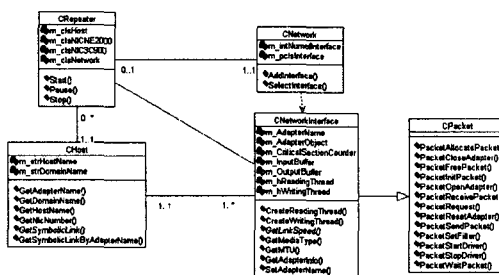 CRepeater
m_clsHost
m_clsNICNE2000
m_clsNIC3C900
m_clsNetwork
Start()
Pause()
Stop()
0..1
1..1
CNetwork
m_intNumeInterface
m_pclsInterface
AddInterface()
SelectInterface()
0..*
1..1
CHost
m_strHostName
m_strDomainName
GetAdapterName()
GetDomainName()
GetHostName()
GetNicNumber()
GetSymbolicLink()
GetSymbolicLinkByAdapterName()
1..1
1..*
CNetworkInterface
m_AdapterName
m_AdapterObject
m_CriticalSectionCounter
m_InputBuffer
m_OutputBuffer
m_hReadingThread
m_hWritingThread
CreateReadingThread()
CreateWritingThread()
GetLinkSpeed()
GetMediaType()
GetMTU()
GetAdapterInfo()
SetAdapterName()
CPacket
PacketAllocatePacket
PacketCloseAdapter()
PacketFreePacket()
PacketInitPacket()
PacketOpenAdapter()
PacketReceivePacket
PacketRequest()
PacketResetAdapter()
PacketSendPacket()
PacketSetFilter()
PacketStartDriver()
PacketStopDriver()
PacketWaitPacket()